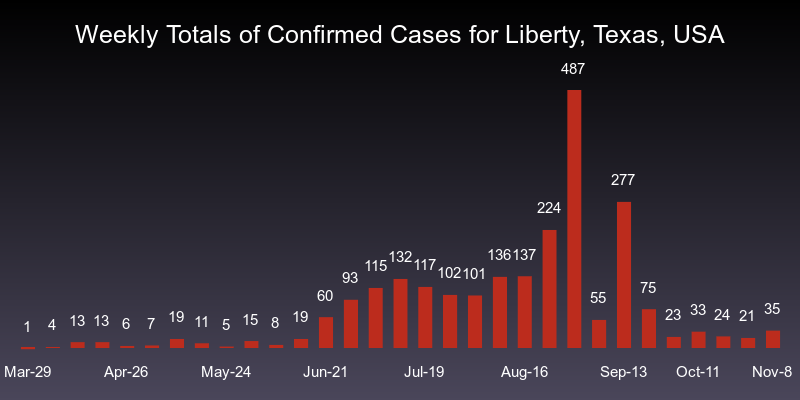 Weekly Totals of Confirmed Cases for Liberty, Texas, USA
1 4 13 13 6 7 19 11 5 15 8 19 60 93 115 132 117 102 101 136 137 224 487 55 277 75 23 33 24 21 35
Mar-29 Apr-26 May-24 Jun-21 Jul-19 Aug-16 Sep-13 Oct-11 Nov-8